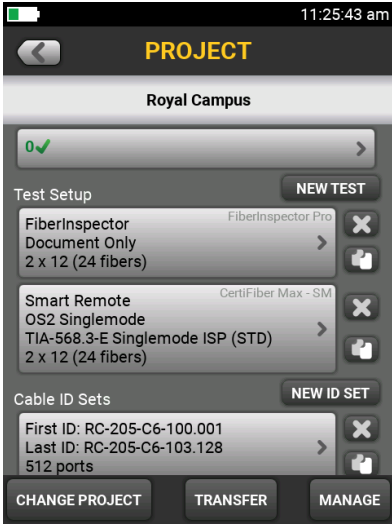 11:25:43 am
PROJECT
Royal Campus
0
Test Setup
NEW TEST
FiberInspector Pro
FiberInspector
Document Only
2 x 12 (24 fibers)
CertiFiber Max - SM
Smart Remote
OS2 Singlemode
TIA-568.3-E Singlemode ISP (STD)
2 x 12 (24 fibers)
Cable ID Sets
NEW ID SET
First ID: RC-205-C6-100.001
Last ID: RC-205-C6-103.128
512 ports
CHANGE PROJECT
TRANSFER
MANAGE